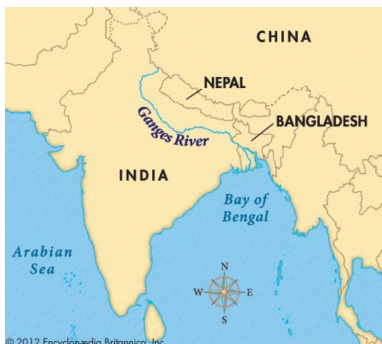 CHINA
NEPAL
Ganges River
BANGLADESH
INDIA
Bay of
Bengal
Arabian
Sea
N
W E
S
© 2012 Encyclopædia Britannica, Inc.